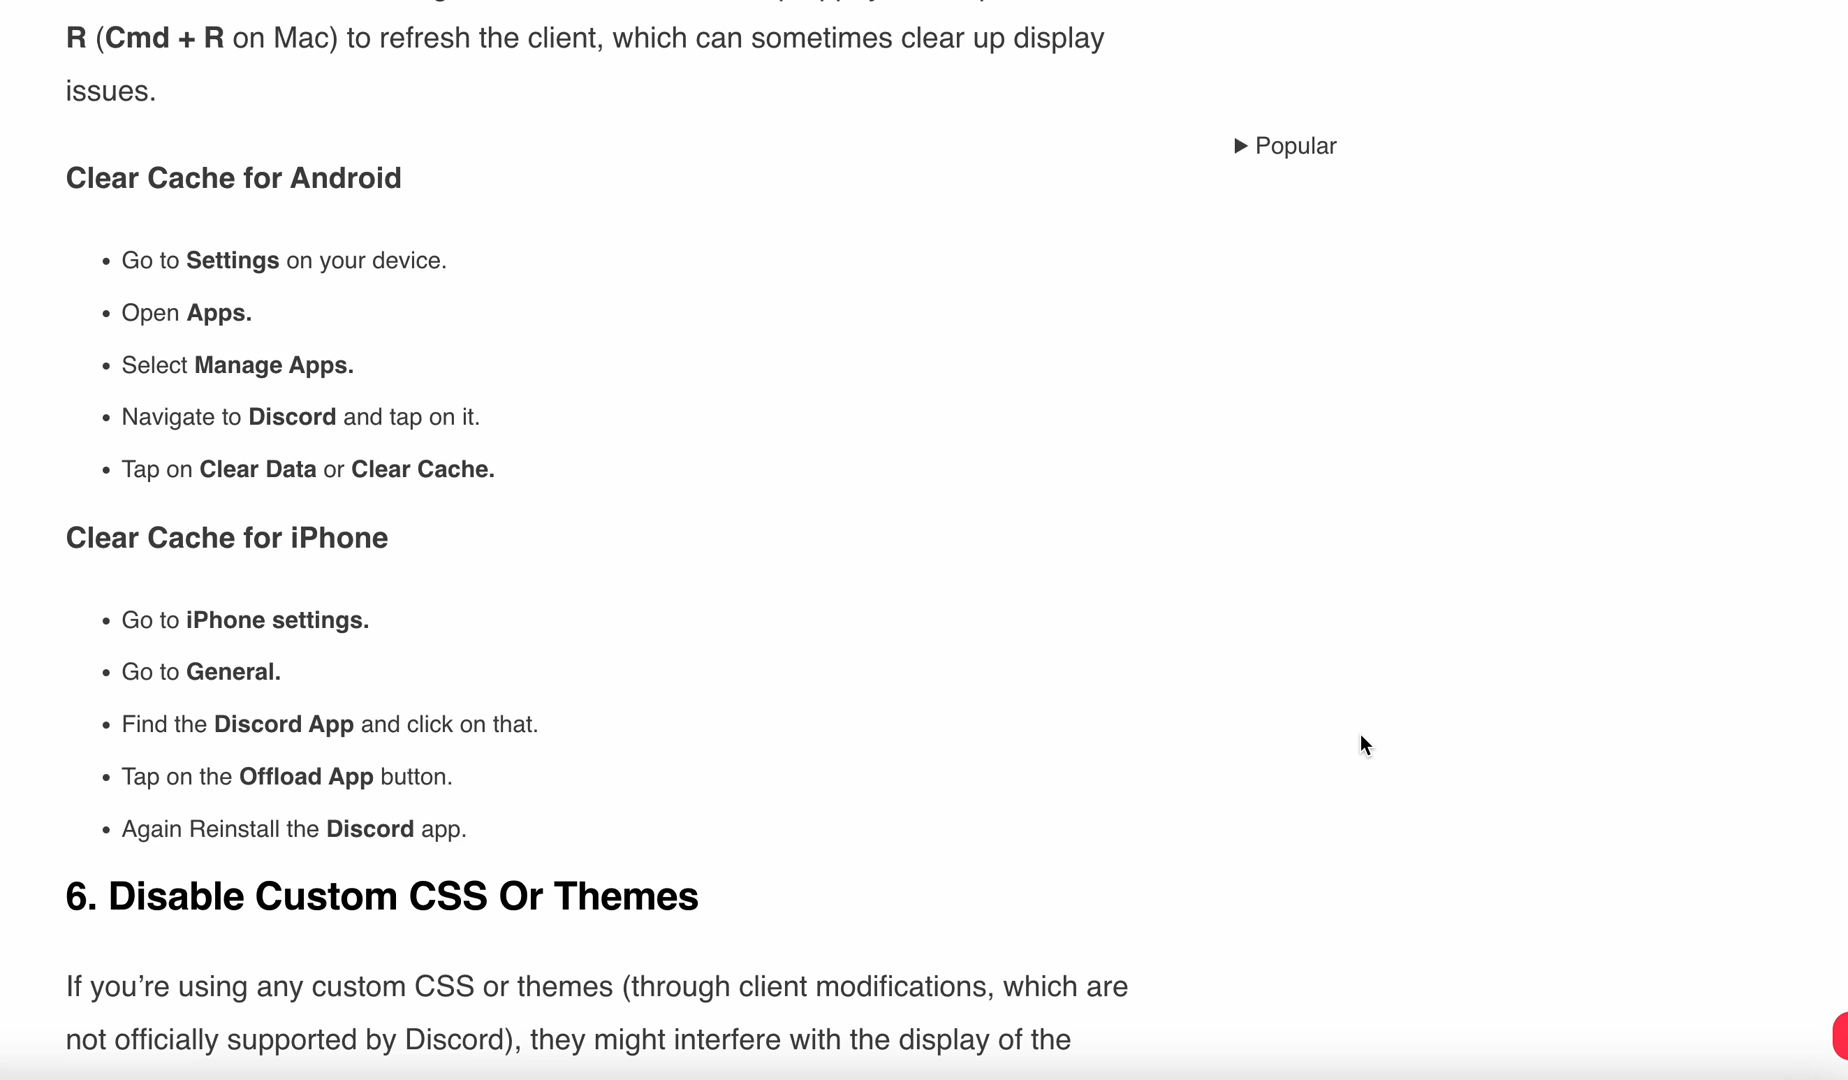 R (Cmd + R on Mac) to refresh the client, which can sometimes clear up display
issues.
Popular
Clear Cache for Android
Go to Settings on your device.
Open Apps.
Select Manage Apps.
Navigate to Discord and tap on it.
Tap on Clear Data or Clear Cache.
Clear Cache for iPhone
Go to iPhone settings.
Go to General.
Find the Discord App and click on that.
Tap on the Offload App button.
Again Reinstall the Discord app.
6. Disable Custom CSS Or Themes
If you’re using any custom CSS or themes (through client modifications, which are
not officially supported by Discord), they might interfere with the display of the